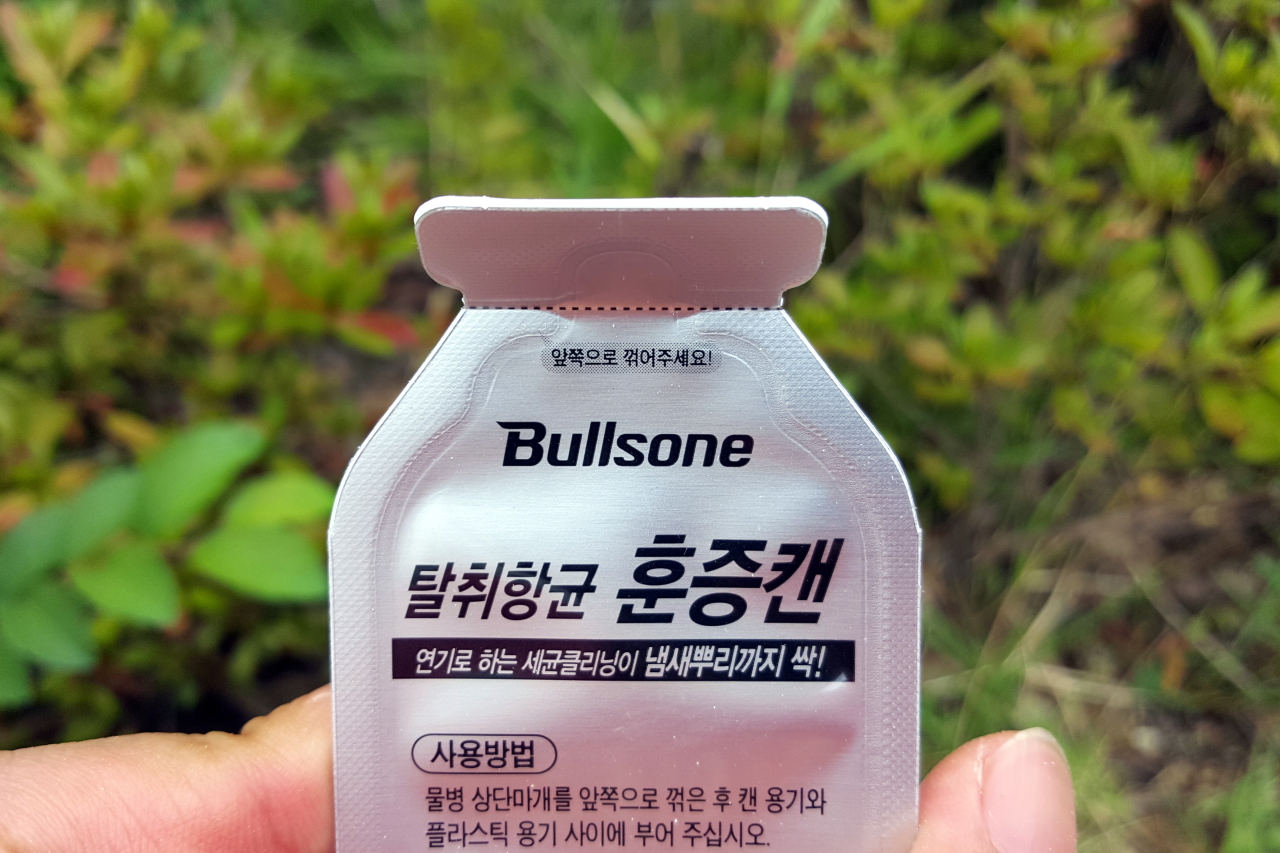 앞쪽으로 꺾어주세요!
Bullsone
탈취항균 훈증캔
연기로 하는 세균클리닝이 냄새뿌리까지 싹!
사용방법
물병 상단마개를 앞쪽으로 꺾은 후 캔 용기와
플라스틱 용기 사이에 부어 주십시오.